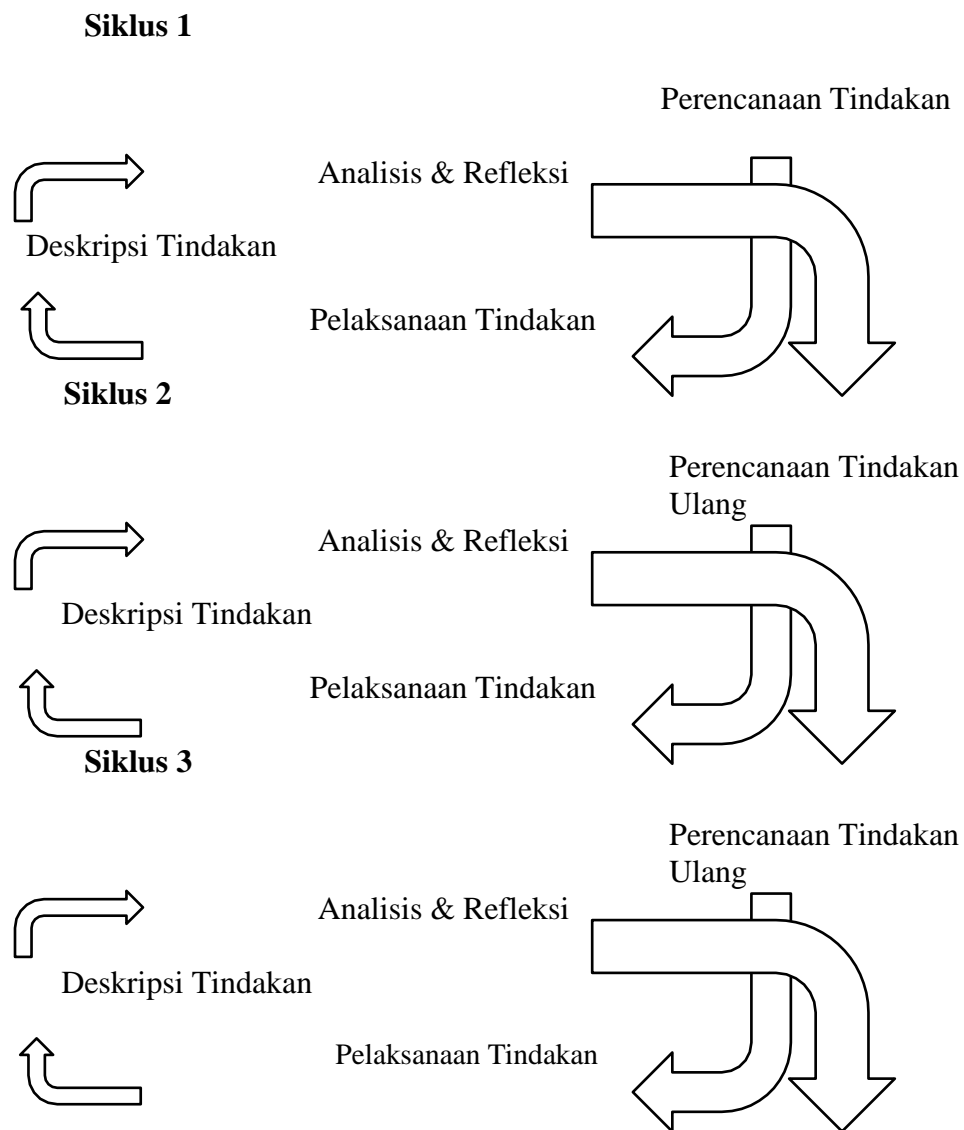 Siklus 1
Perencanaan Tindakan
Analisis & Refleksi
Deskripsi Tindakan
Pelaksanaan Tindakan
Siklus 2
Perencanaan Tindakan
Ulang
Analisis & Refleksi
Deskripsi Tindakan
Pelaksanaan Tindakan
Siklus 3
Perencanaan Tindakan
Ulang
Analisis & Refleksi
Deskripsi Tindakan
Pelaksanaan Tindakan